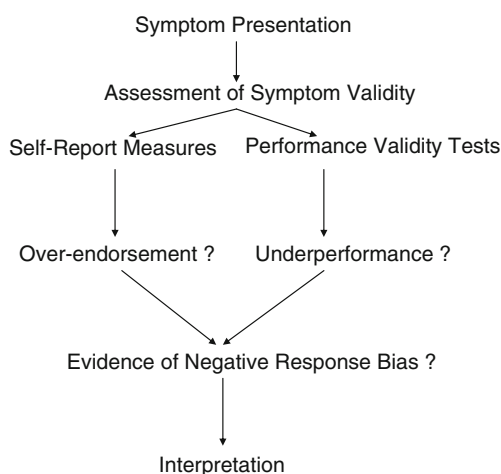 Symptom Presentation
Assessment of Symptom Validity
Self-Report Measures
Performance Validity Tests
Over-endorsement ?
Underperformance ?
Evidence of Negative Response Bias ?
Interpretation